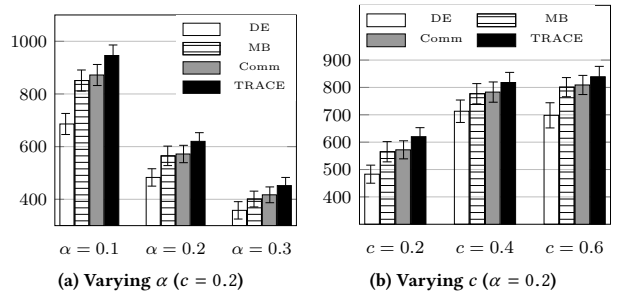 1000
800
600
400
DE
MB
Comm
TRACE
α = 0.1
α = 0.2
α = 0.3
(a) Varying α (c = 0.2)
900
800
700
600
500
400
DE
MB
Comm
TRACE
c = 0.2
c = 0.4
c = 0.6
(b) Varying c (α = 0.2)